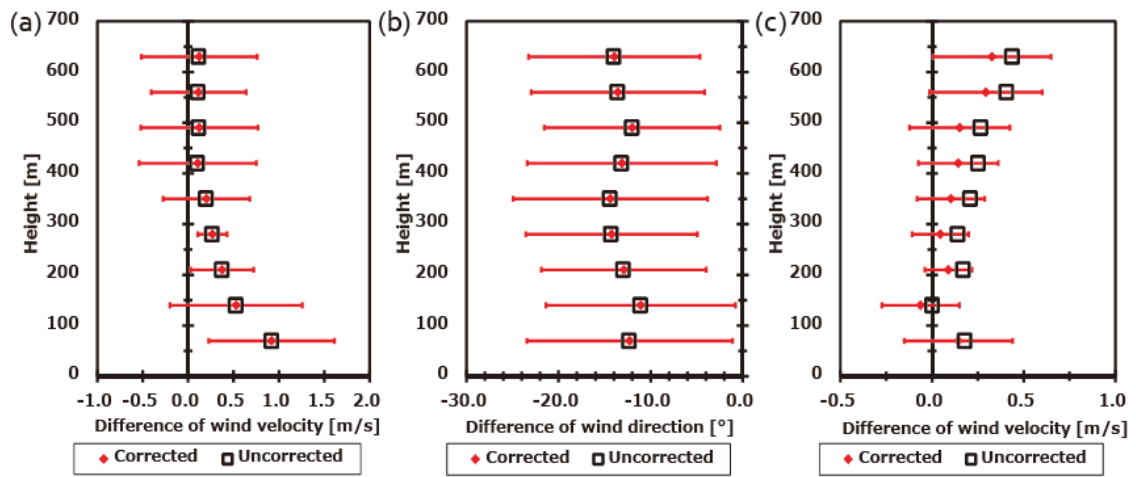 (a)
700
600
500
400
300
200
100
0
Height [m]
-1.0 0.0 0.5 1.0 1.5 2.0
Difference of wind velocity [m/s]
Corrected Uncorrected
(b)
700
600
500
400
300
200
100
0
Height [m]
-30.0 -20.0 -10.0 0.0
Difference of wind direction [°]
Corrected Uncorrected
(c)
700
600
500
400
300
200
100
0
Height [m]
-0.5 0.0 0.5 1.0
Difference of wind velocity [m/s]
Corrected Uncorrected